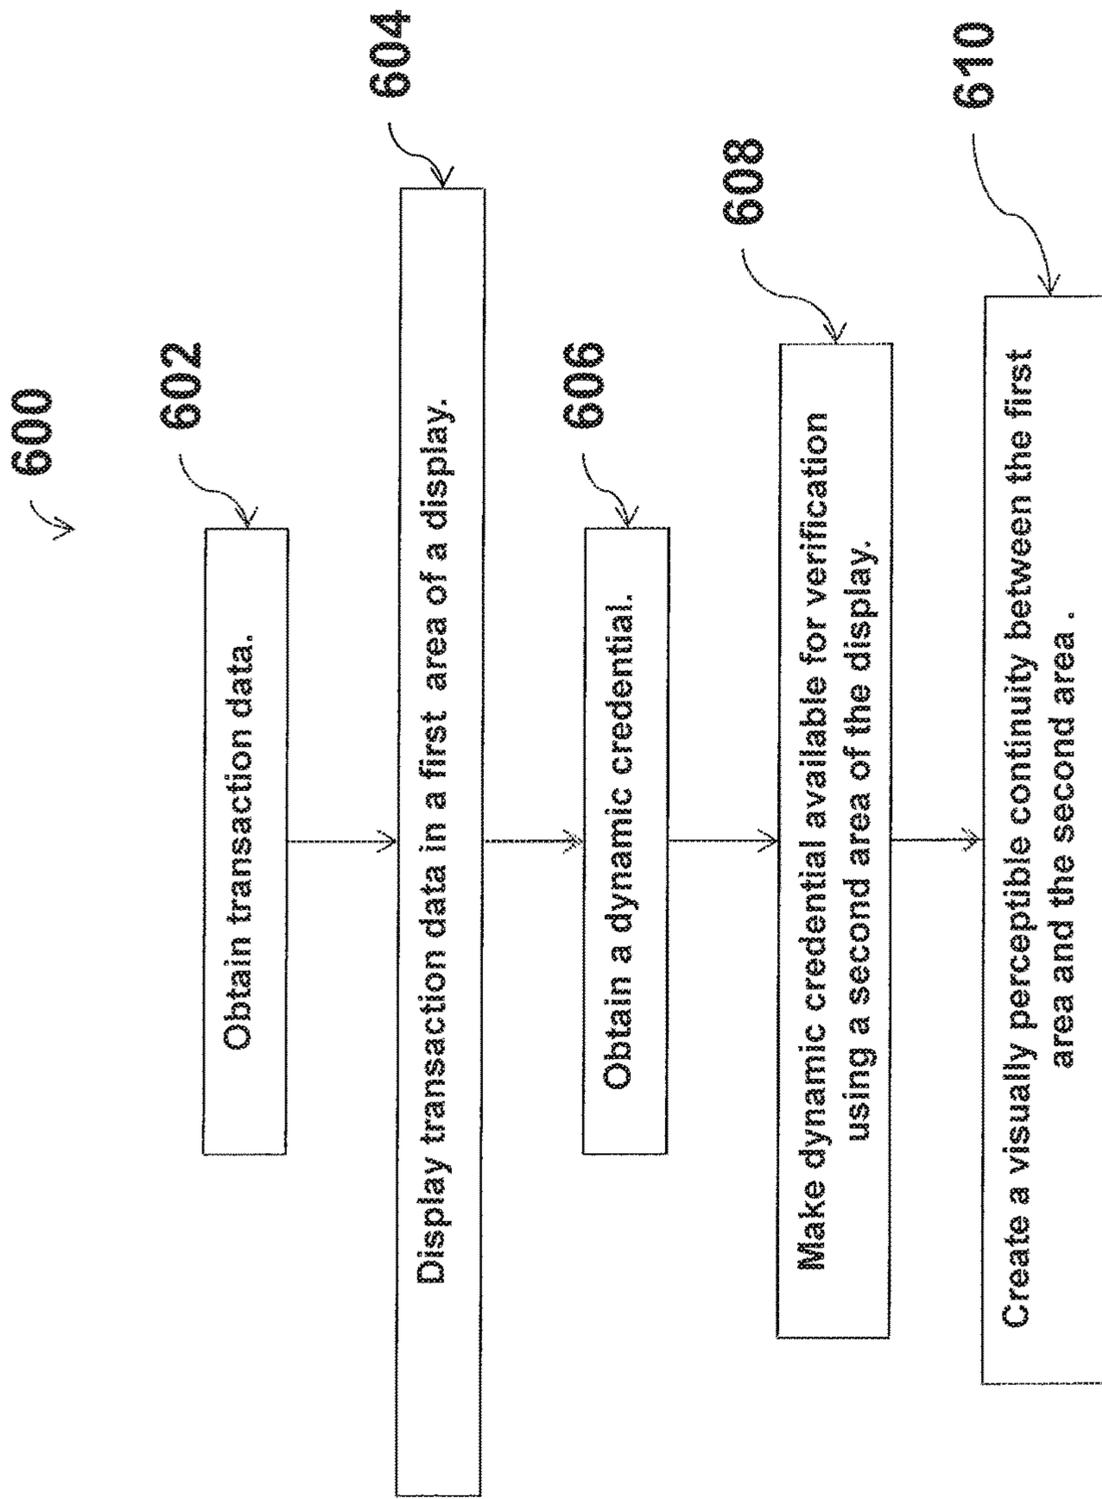 600
602
Obtain transaction data.
604
Display transaction data in a first area of a display.
606
Obtain a dynamic credential.
608
Make dynamic credential available for verification
using a second area of the display.
610
Create a visually perceptible continuity between the first
area and the second area .